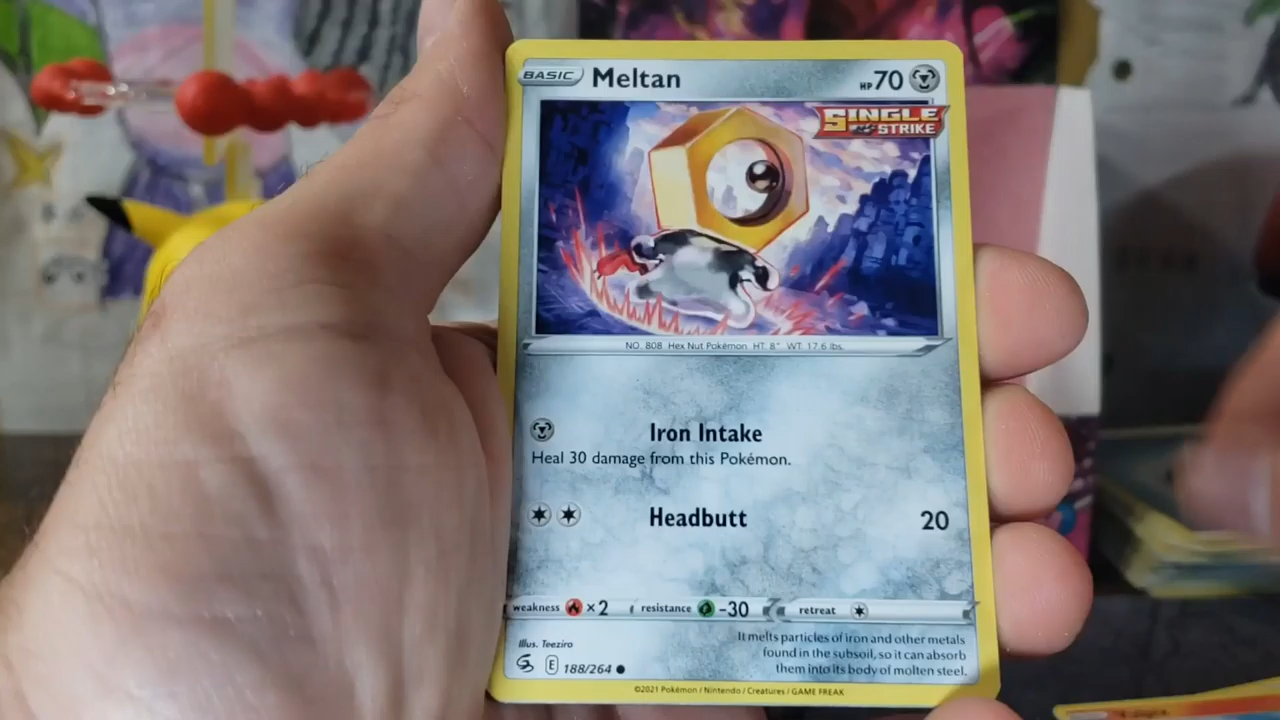 BASIC Meltan HP 70
SINGLE
STRIKE
NO. 808 Hex Nut Pokémon HT: 8" WT: 17.6 lbs.
Iron Intake
Heal 30 damage from this Pokémon.
Headbutt 20
weakness ×2 resistance -30 retreat
Illus. Teeziro
It melts particles of iron and other metals
found in the subsoil, so it can absorb
them into its body of molten steel.
E 188/264
©2021 Pokémon / Nintendo / Creatures / GAME FREAK